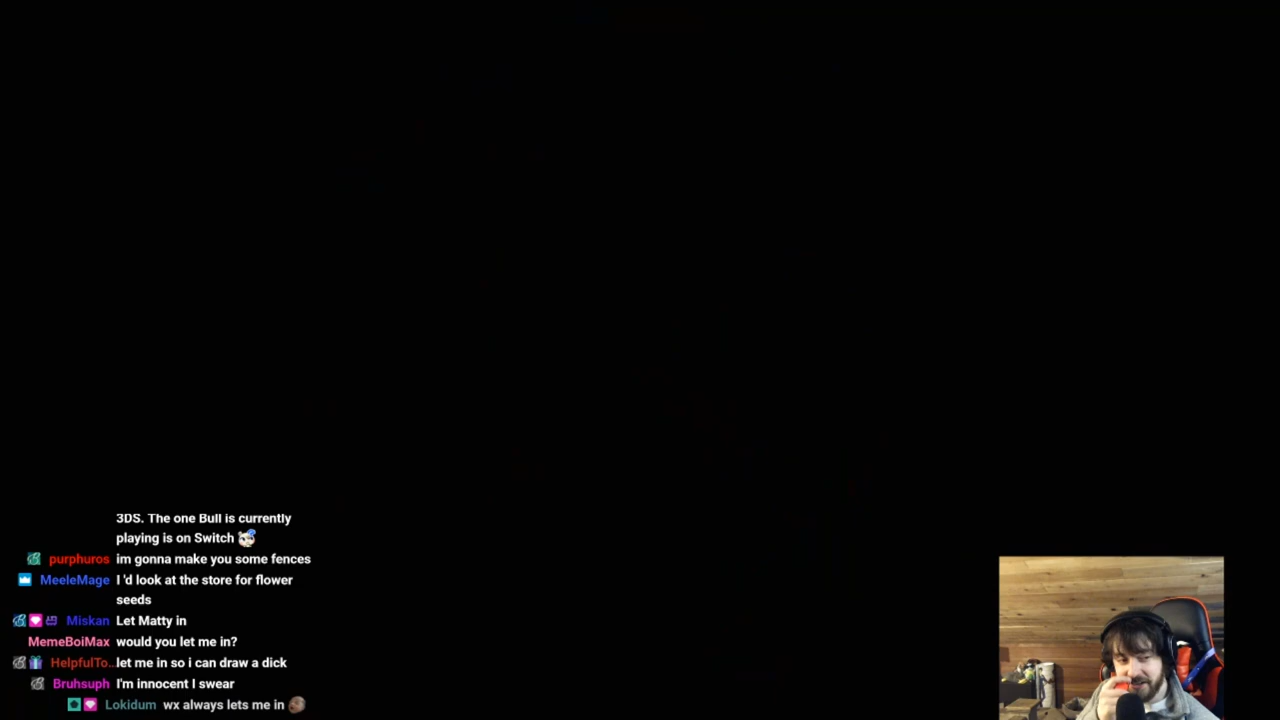 3DS. The one Bull is currently
playing is on Switch
purphuros im gonna make you some fences
MeeleMage I 'd look at the store for flower
seeds
Miskan Let Matty in
MemeBoiMax would you let me in?
HelpfulTo... let me in so i can draw a dick
Bruhsuph I'm innocent I swear
Lokidum wx always lets me in